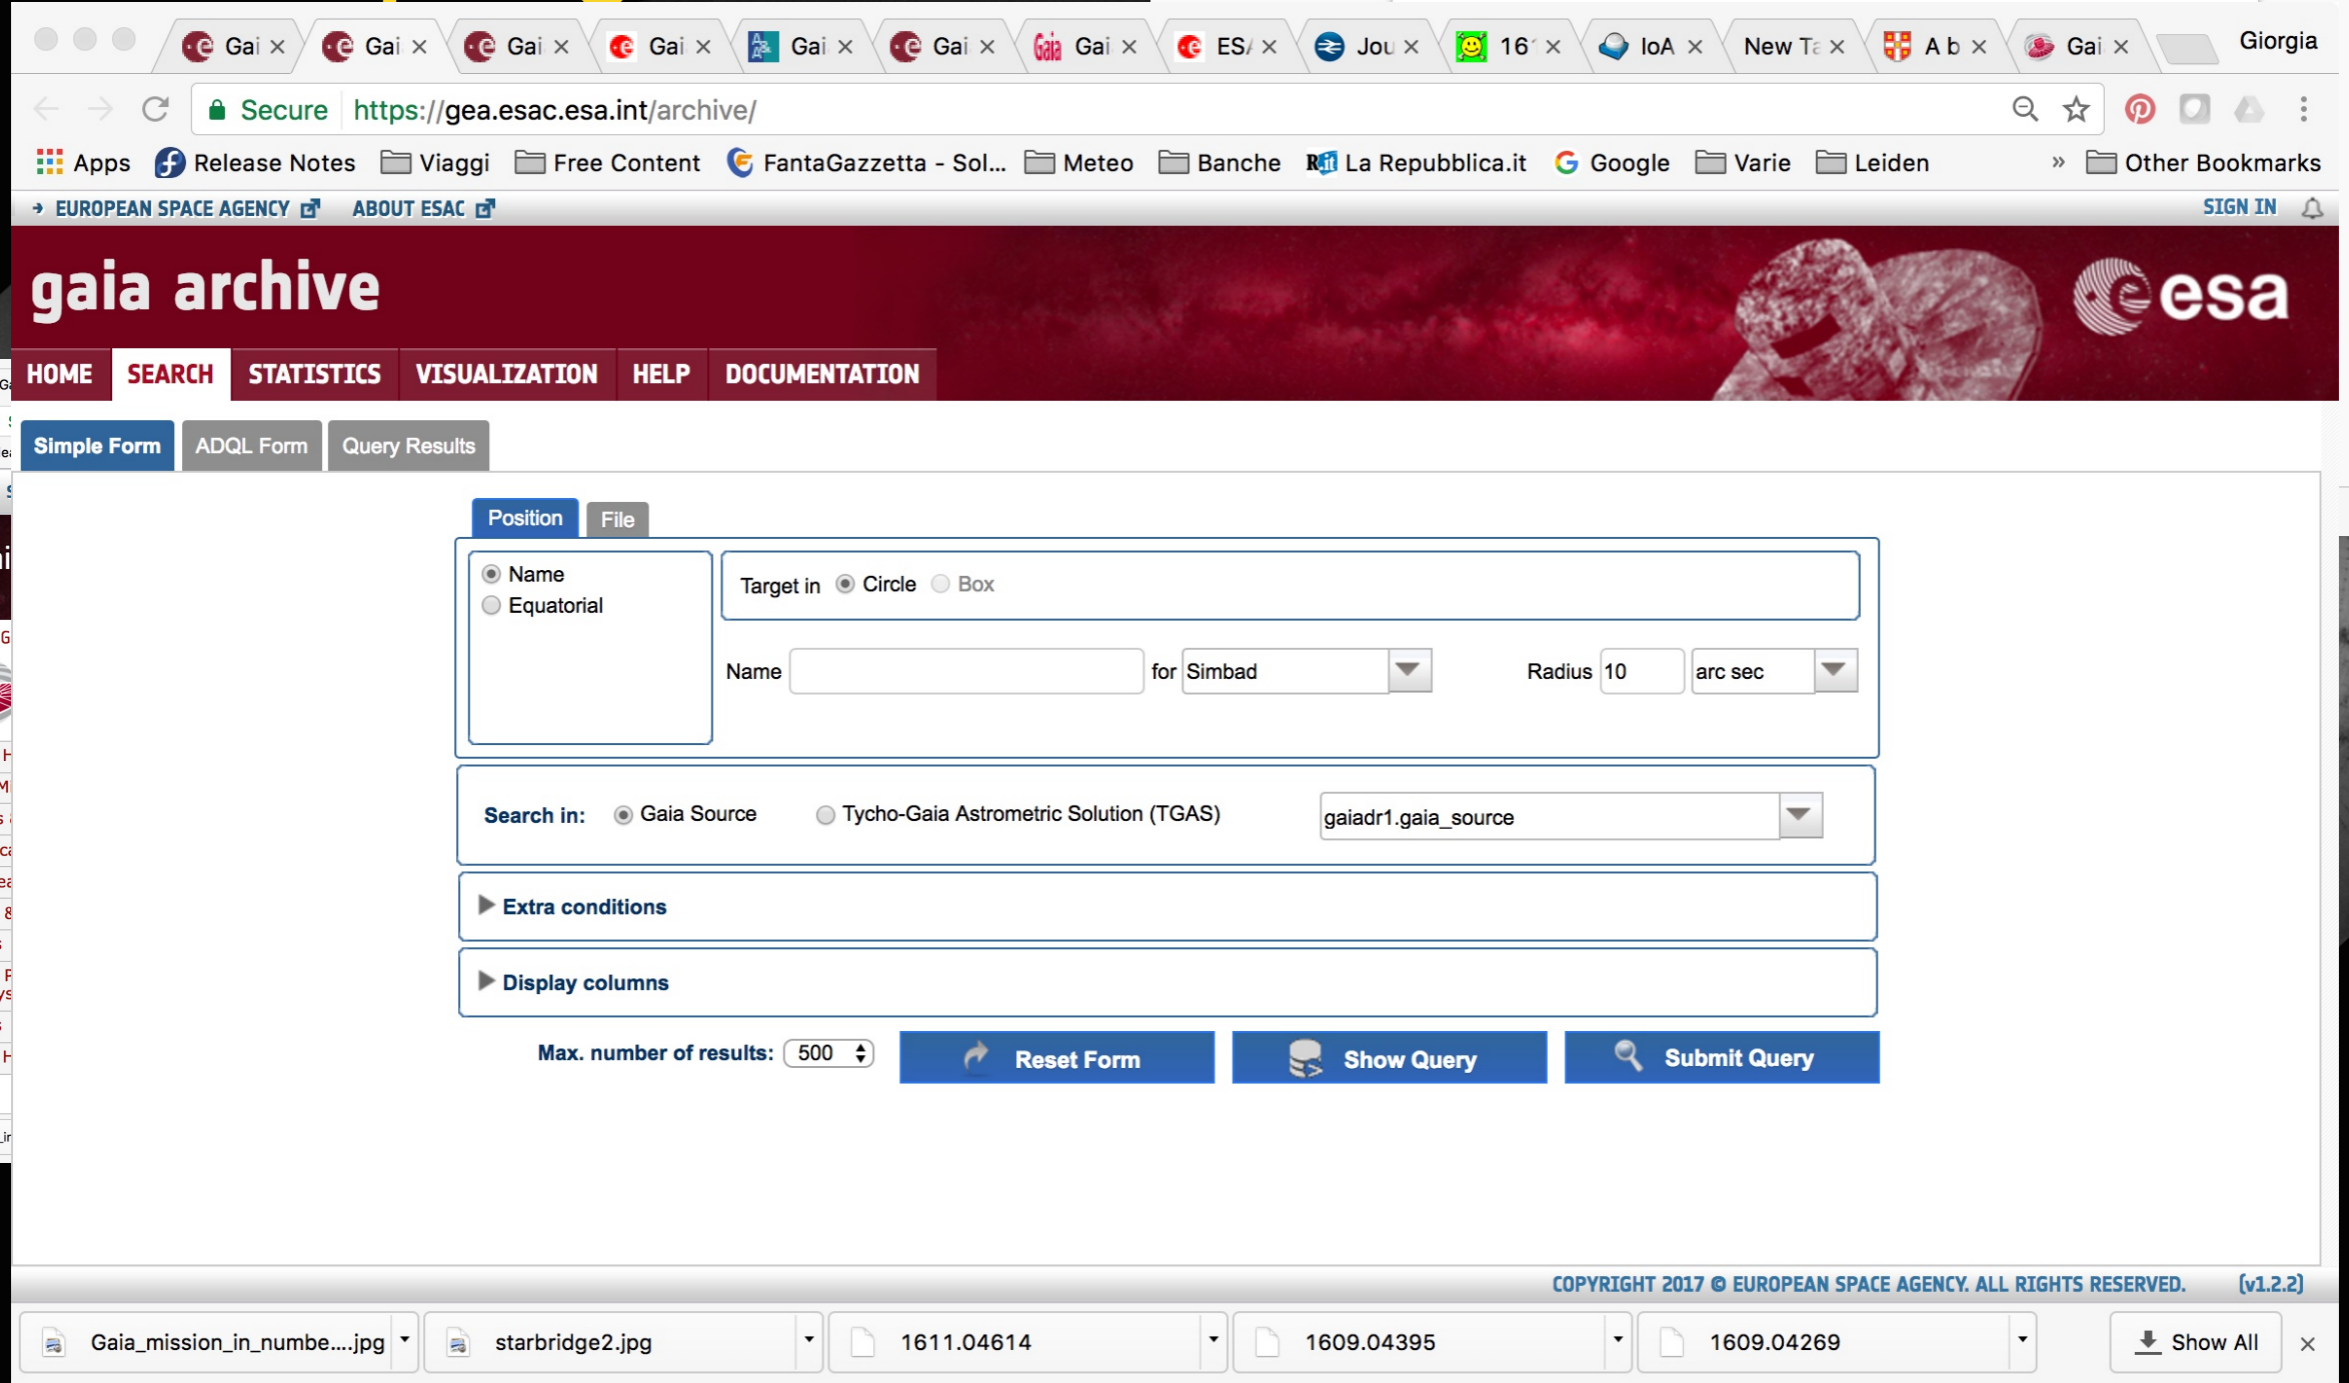 Gai Gai Gai Gai Gai Gai Gai ESA Jou 16 IoA New Ta A b Gai Giorgia
Secure https://gea.esac.esa.int/archive/
Apps Release Notes Viaggi Free Content FantaGazzetta - Sol... Meteo Banche La Repubblica.it Google Varie Leiden » Other Bookmarks
EUROPEAN SPACE AGENCY ABOUT ESAC SIGN IN
gaia archive
esa
HOME SEARCH STATISTICS VISUALIZATION HELP DOCUMENTATION
Simple Form ADQL Form Query Results
Position File
Name
Equatorial
Target in Circle Box
Name for Simbad Radius 10 arc sec
Search in: Gaia Source Tycho-Gaia Astrometric Solution (TGAS) gaiadr1.gaia_source
Extra conditions
Display columns
Max. number of results: 500 Reset Form Show Query Submit Query
COPYRIGHT 2017 © EUROPEAN SPACE AGENCY. ALL RIGHTS RESERVED. (v1.2.2)
Gaia_mission_in_numbe....jpg starbridge2.jpg 1611.04614 1609.04395 1609.04269 Show All